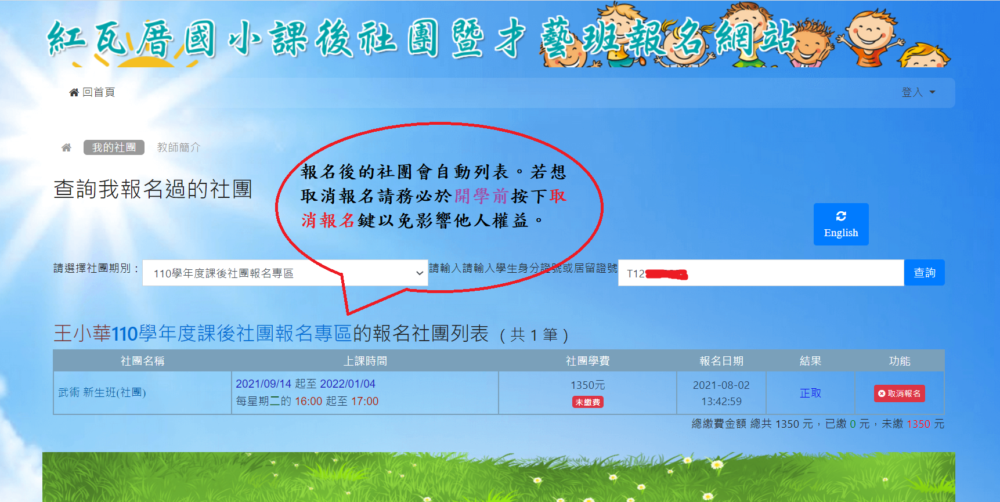 紅瓦厝國小課後社團暨才藝班報名網站
回首頁
登入
我的社團 教師簡介
報名後的社團會自動列表。若想
取消報名請務必於開學前按下取
消報名鍵以免影響他人權益。
查詢我報名過的社團
English
請選擇社團期別：
110學年度課後社團報名專區
請輸入請輸入學生身分證號或居留證號
T12
查詢
王小華110學年度課後社團報名專區的報名社團列表 （共 1 筆）
社團名稱 上課時間 社團學費 報名日期 結果 功能
武術 新生班(社團)
2021/09/14 起至 2022/01/04
每星期二的 16:00 起至 17:00
1350元
未繳費
2021-08-02
13:42:59
正取
取消報名
總繳費金額 總共 1350 元，已繳 0 元，未繳 1350 元